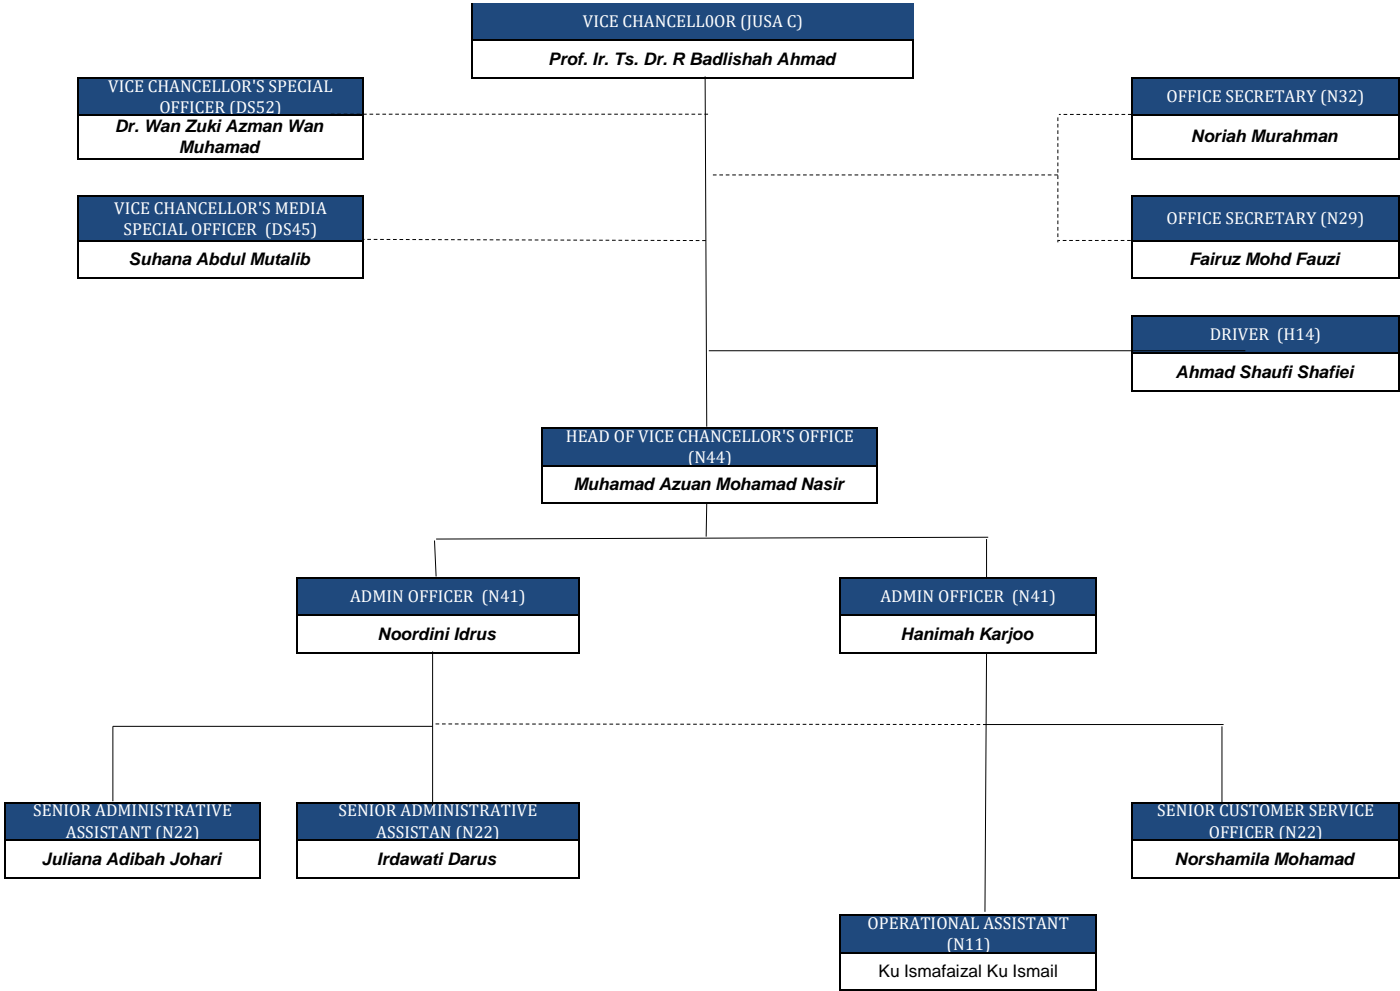 VICE CHANCELL0OR (JUSA C)
Prof. Ir. Ts. Dr. R Badlishah Ahmad
VICE CHANCELLOR'S SPECIAL
OFFICER (DS52)
Dr. Wan Zuki Azman Wan
Muhamad
OFFICE SECRETARY (N32)
Noriah Murahman
VICE CHANCELLOR'S MEDIA
SPECIAL OFFICER (DS45)
Suhana Abdul Mutalib
OFFICE SECRETARY (N29)
Fairuz Mohd Fauzi
DRIVER (H14)
Ahmad Shaufi Shafiei
HEAD OF VICE CHANCELLOR'S OFFICE
(N44)
Muhamad Azuan Mohamad Nasir
ADMIN OFFICER (N41)
Noordini Idrus
ADMIN OFFICER (N41)
Hanimah Karjoo
SENIOR ADMINISTRATIVE
ASSISTANT (N22)
Juliana Adibah Johari
SENIOR ADMINISTRATIVE
ASSISTAN (N22)
Irdawati Darus
SENIOR CUSTOMER SERVICE
OFFICER (N22)
Norshamila Mohamad
OPERATIONAL ASSISTANT
(N11)
Ku Ismafaizal Ku Ismail